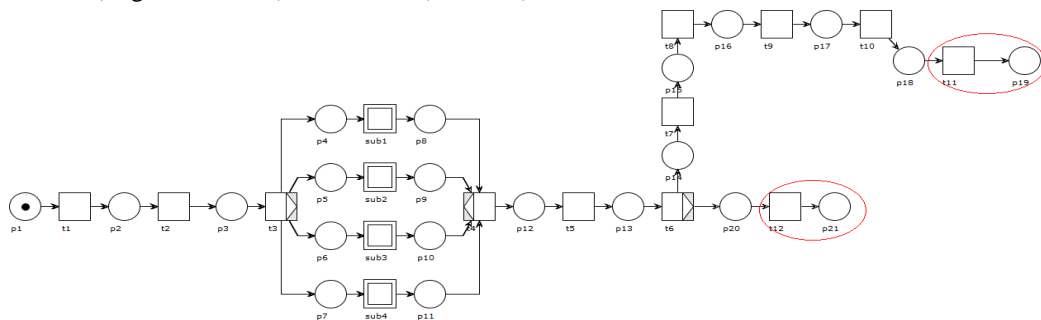 t8 p16 t9 p17 t10
p18 t11 p19
p15
t7
p4 sub1 p8
p14
p5 sub2 p9
p1 t1 p2 t2 p3 t3 t4 p12 t5 p13 t6 p20 t12 p21
p6 sub3 p10
p7 sub4 p11